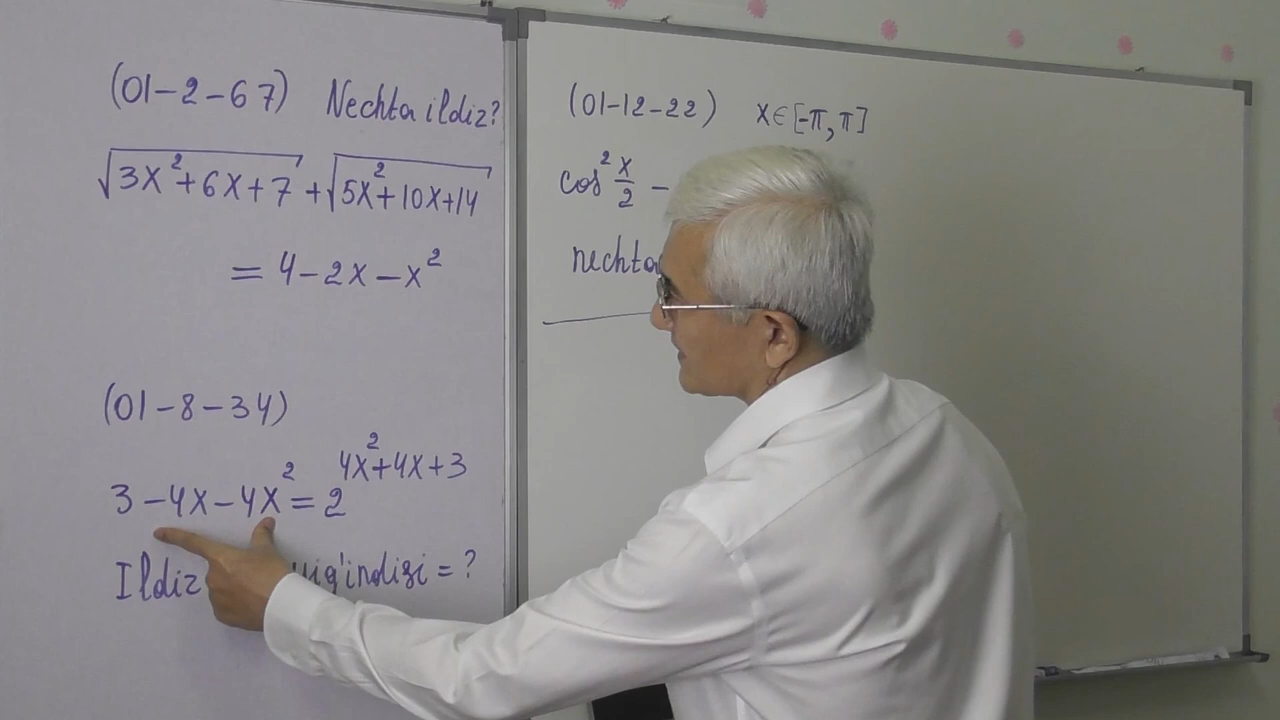 (01-2-67) Nechta ildiz?
√(3x²+6x+7) + √(5x²+10x+14)
= 4-2x-x²
(01-8-34)
3-4x-4x² = 2^(4x²+4x+3)
Ildiz yig'indisi = ?
(01-12-22) x∈[-π, π]
cos² x/2 -
nechta